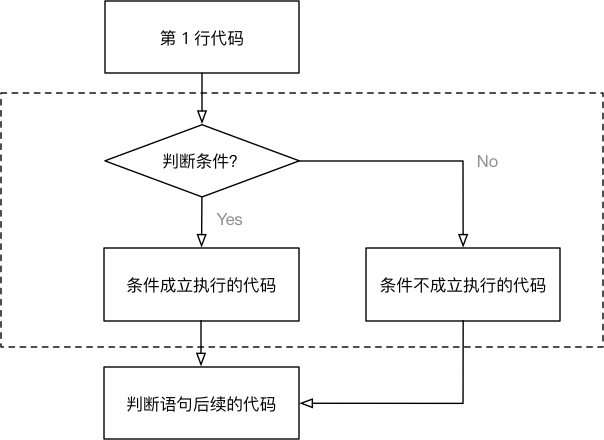 第 1 行代码
判断条件?
No
Yes
条件成立执行的代码
条件不成立执行的代码
判断语句后续的代码